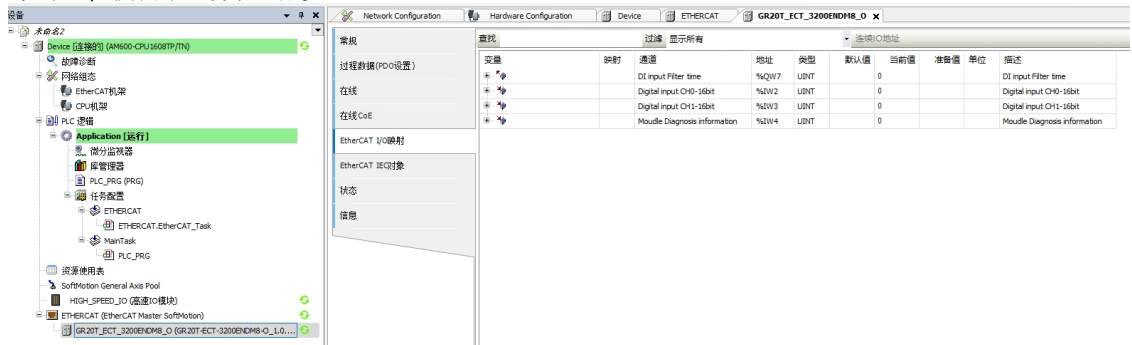 设备
未命名2
Device [连接的] (AM600-CPU1608TP/TN)
故障诊断
网络组态
EtherCAT机架
CPU机架
PLC 逻辑
Application [运行]
微分监视器
库管理器
PLC_PRG (PRG)
任务配置
ETHERCAT
ETHERCAT.EtherCAT_Task
MainTask
PLC_PRG
资源使用表
SoftMotion General Axis Pool
HIGH_SPEED_IO (高速IO模块)
ETHERCAT (EtherCAT Master SoftMotion)
GR20T_ECT_3200ENDM8_O (GR20T-ECT-3200ENDM8-O_1.0....
Network Configuration Hardware Configuration Device ETHERCAT GR20T_ECT_3200ENDM8_O
常规
过程数据(PDO设置)
在线
在线CoE
EtherCAT I/O映射
EtherCAT IEC对象
状态
信息
查找 过滤 显示所有 连续IO地址
变量 映射 通道 地址 类型 默认值 当前值 准备值 单位 描述
DI input Filter time %QW7 UINT 0 DI input Filter time
Digital input CH0-16bit %IW2 UINT 0 Digital input CH0-16bit
Digital input CH1-16bit %IW3 UINT 0 Digital input CH1-16bit
Moudle Diagnosis information %IW4 UINT 0 Moudle Diagnosis information